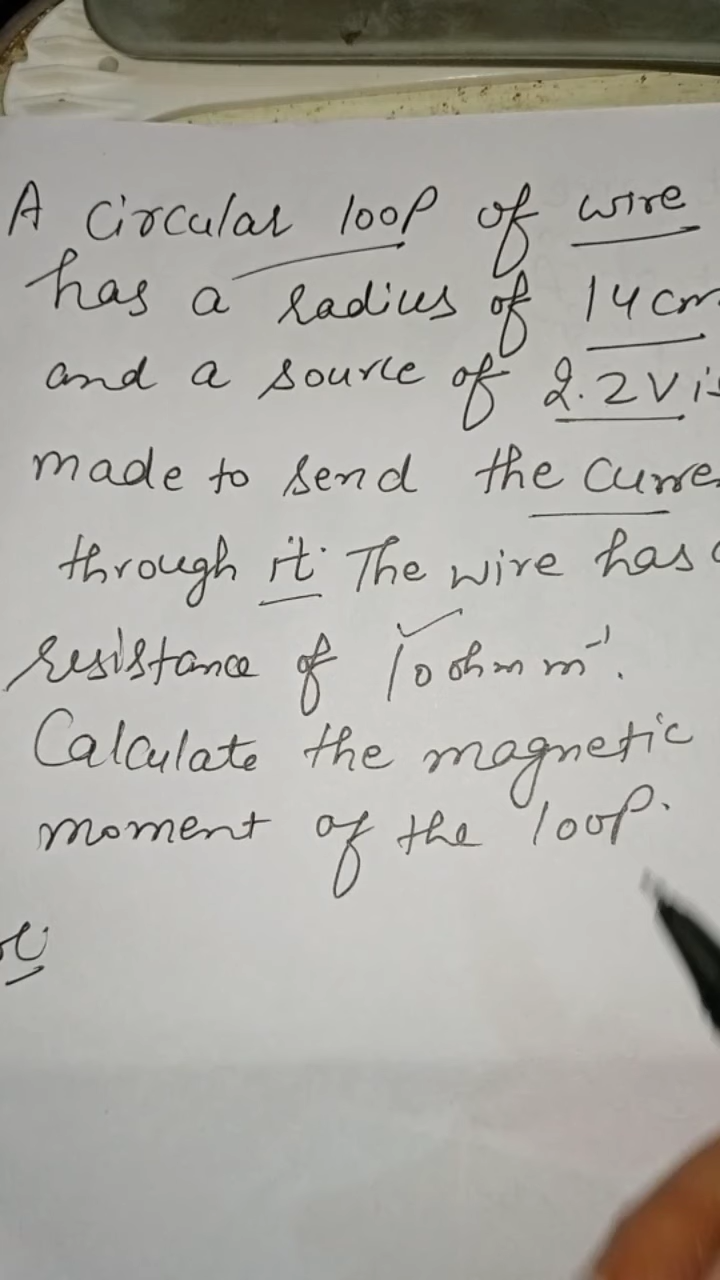 A circular loop of wire
has a radius of 14 cm
and a source of 2.2V is
made to send the curre
through it. The wire has
resistance of 10 ohm m⁻¹.
Calculate the magnetic
moment of the loop.